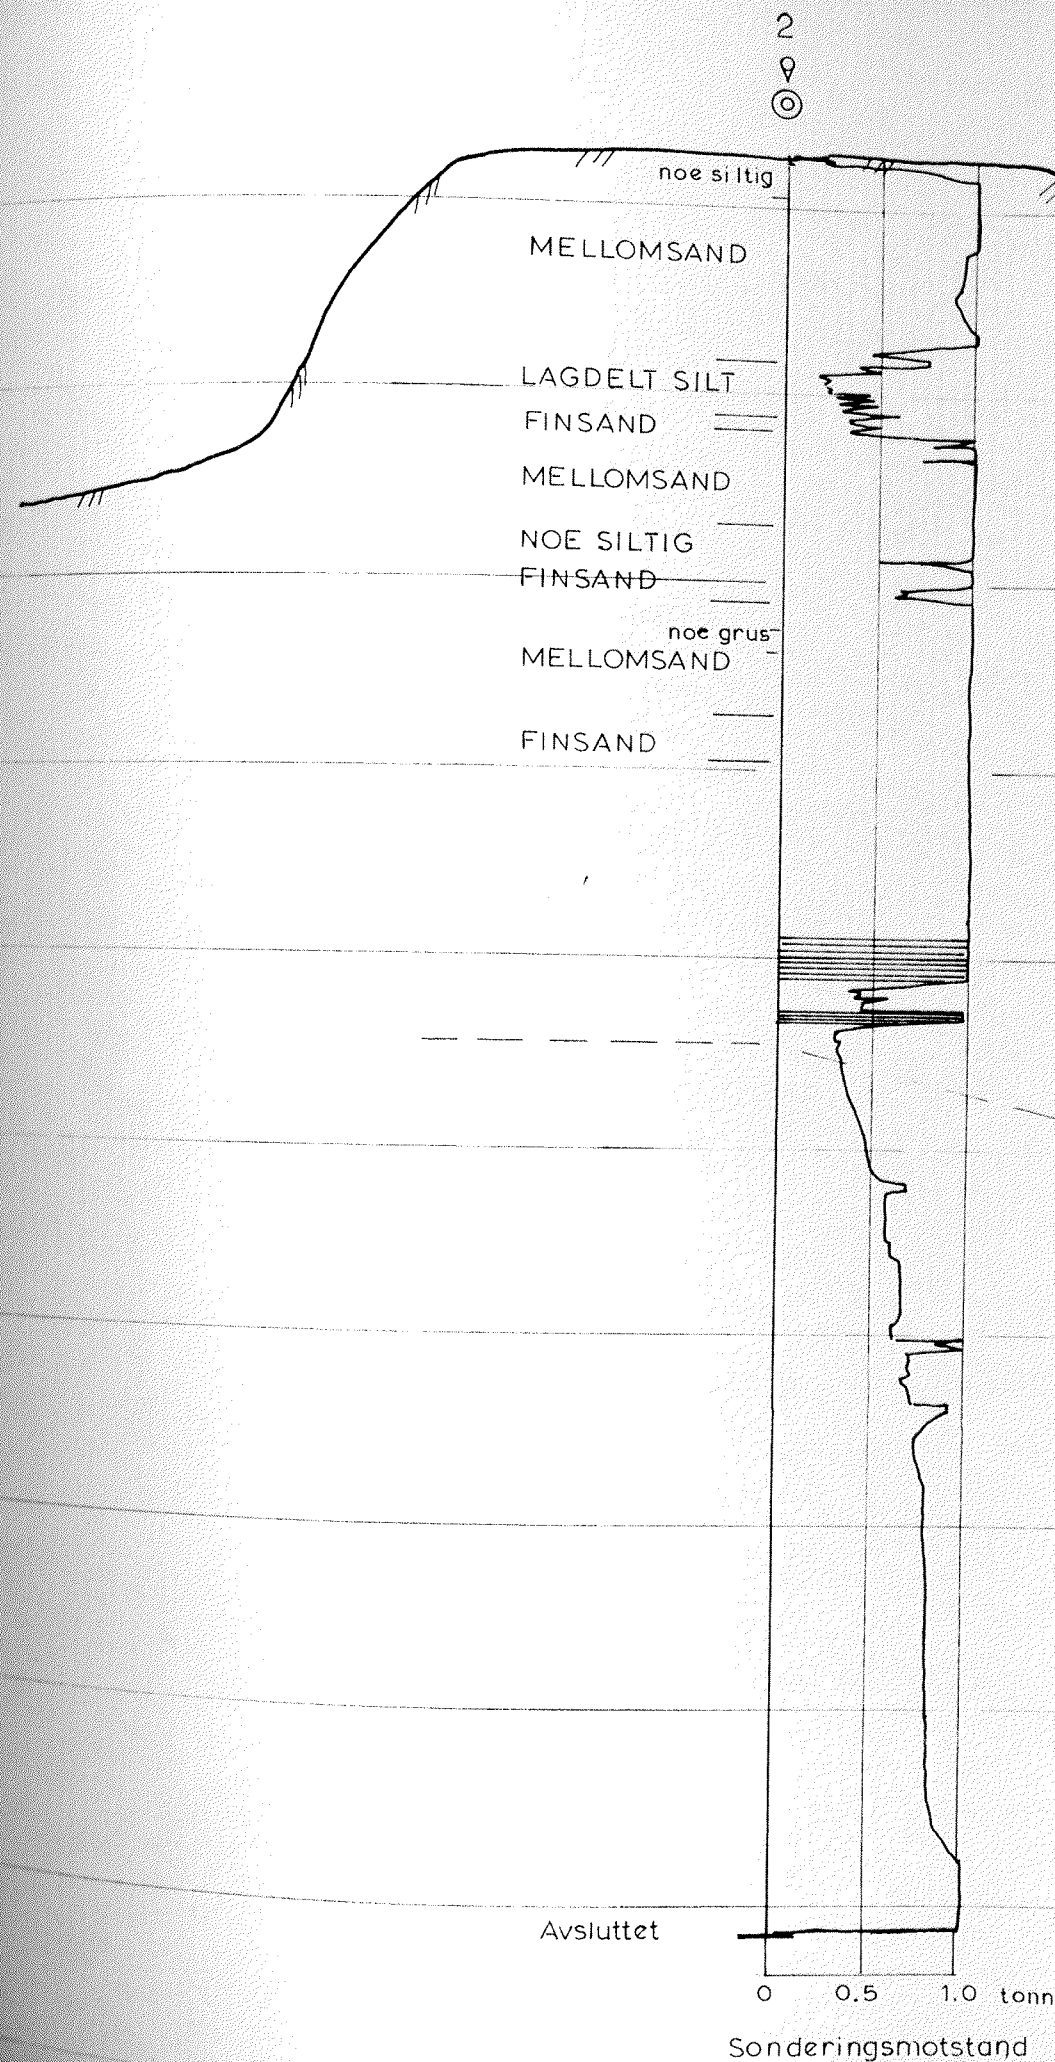 2
noe siltig
MELLOMSAND
LAGDELT SILT
FINSAND
MELLOMSAND
NOE SILTIG
FINSAND
noe grus
MELLOMSAND
FINSAND
Avsluttet
0 0.5 1.0 tonn
Sonderingsmotstand